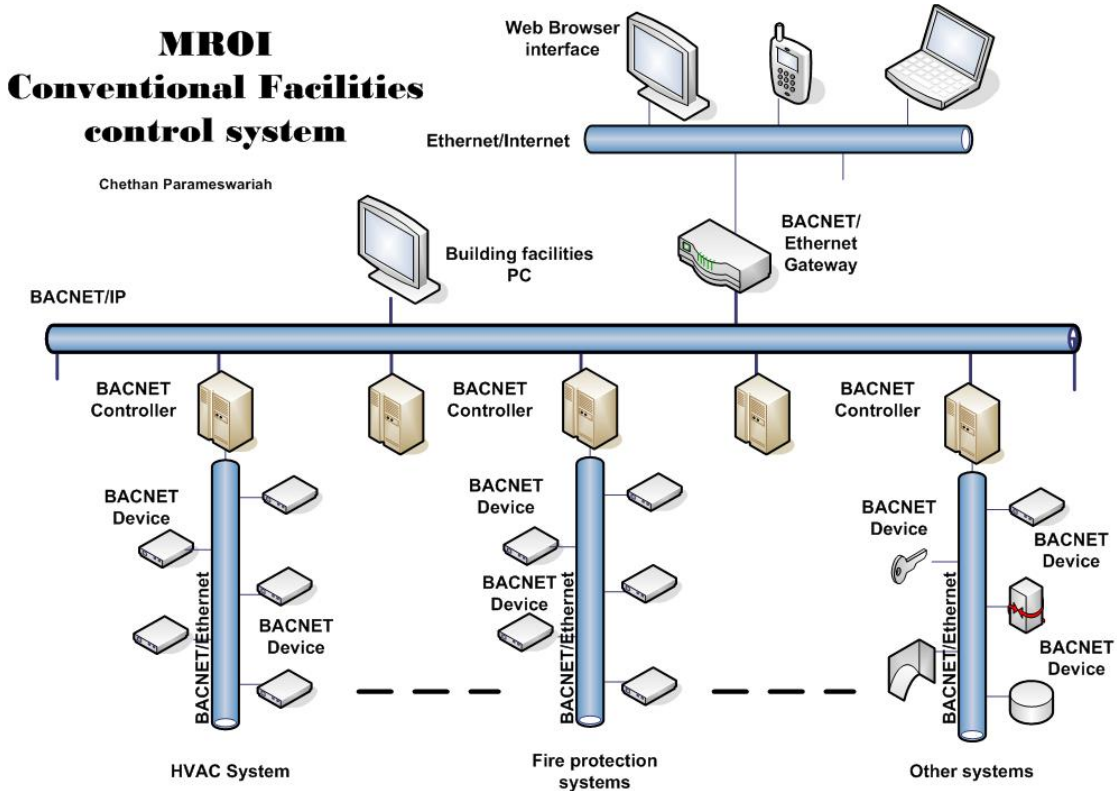 MROI
Conventional Facilities
control system
Chethan Parameswariah
Web Browser
interface
Ethernet/Internet
BACNET/
Ethernet
Gateway
Building facilities
PC
BACNET/IP
BACNET
Controller
BACNET
Controller
BACNET
Controller
BACNET
Device
BACNET
Device
BACNET/Ethernet
HVAC System
BACNET
Device
BACNET
Device
BACNET/Ethernet
Fire protection
systems
BACNET
Device
BACNET
Device
BACNET
Device
BACNET/Ethernet
Other systems